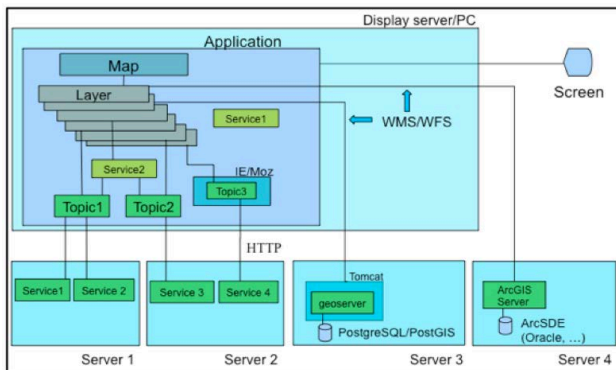 Display server/PC
Application
Map
Layer
Service1
WMS/WFS
Screen
Service2
IE/Moz
Topic1
Topic2
Topic3
HTTP
Service1
Service 2
Service 3
Service 4
Tomcat
geoserver
PostgreSQL/PostGIS
ArcGIS
Server
ArcSDE
(Oracle, ...)
Server 1
Server 2
Server 3
Server 4